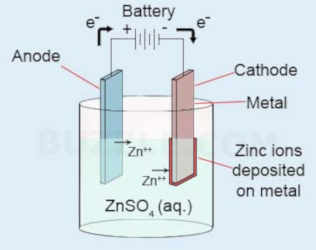 Battery
e⁻ + - e⁻
Anode
Cathode
Metal
Zn⁺⁺
Zn⁺⁺
Zinc ions
deposited
on metal
ZnSO₄ (aq.)